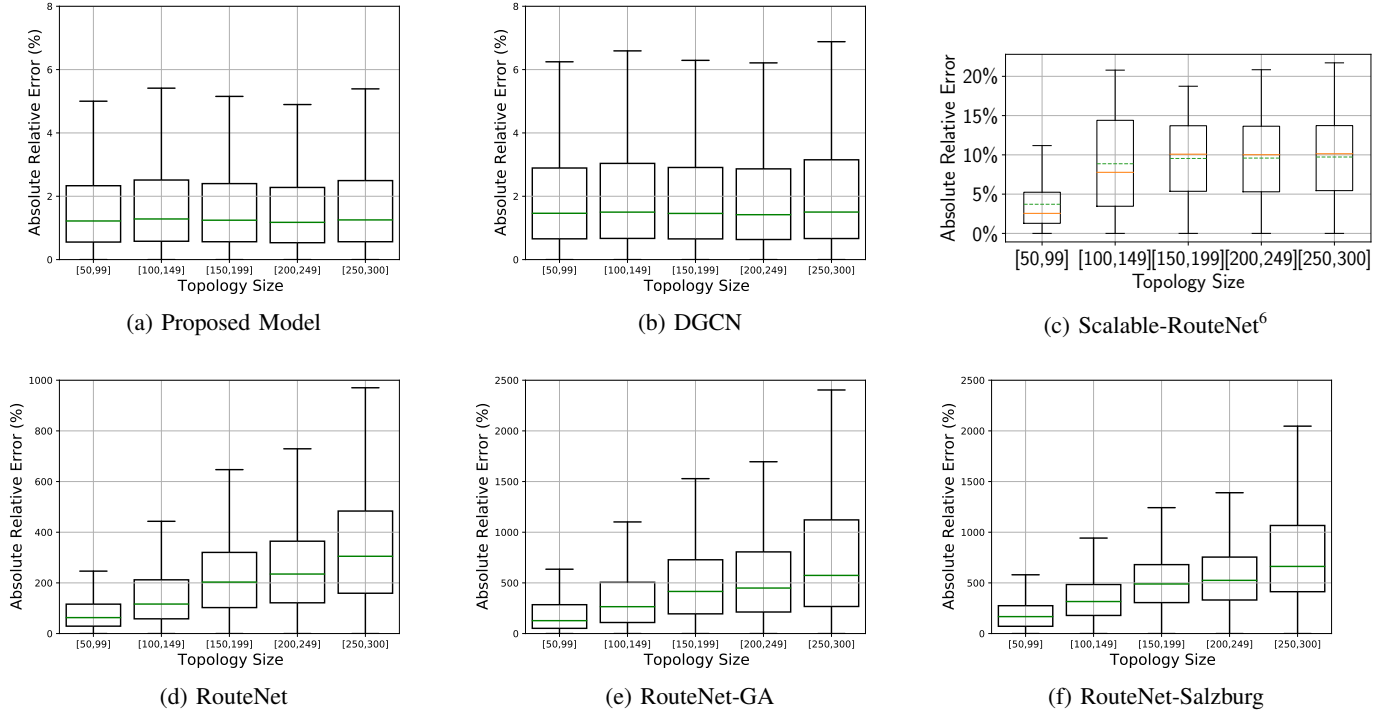 8
6
4
2
0
Absolute Relative Error (%)
[50,99] [100,149] [150,199] [200,249] [250,300]
Topology Size
(a) Proposed Model
8
6
4
2
0
Absolute Relative Error (%)
[50,99] [100,149] [150,199] [200,249] [250,300]
Topology Size
(b) DGCN
20%
15%
10%
5%
0%
Absolute Relative Error
[50,99] [100,149] [150,199] [200,249] [250,300]
Topology Size
(c) Scalable-RouteNet⁶
1000
800
600
400
200
0
Absolute Relative Error (%)
[50,99] [100,149] [150,199] [200,249] [250,300]
Topology Size
(d) RouteNet
2500
2000
1500
1000
500
0
Absolute Relative Error (%)
[50,99] [100,149] [150,199] [200,249] [250,300]
Topology Size
(e) RouteNet-GA
2500
2000
1500
1000
500
0
Absolute Relative Error (%)
[50,99] [100,149] [150,199] [200,249] [250,300]
Topology Size
(f) RouteNet-Salzburg